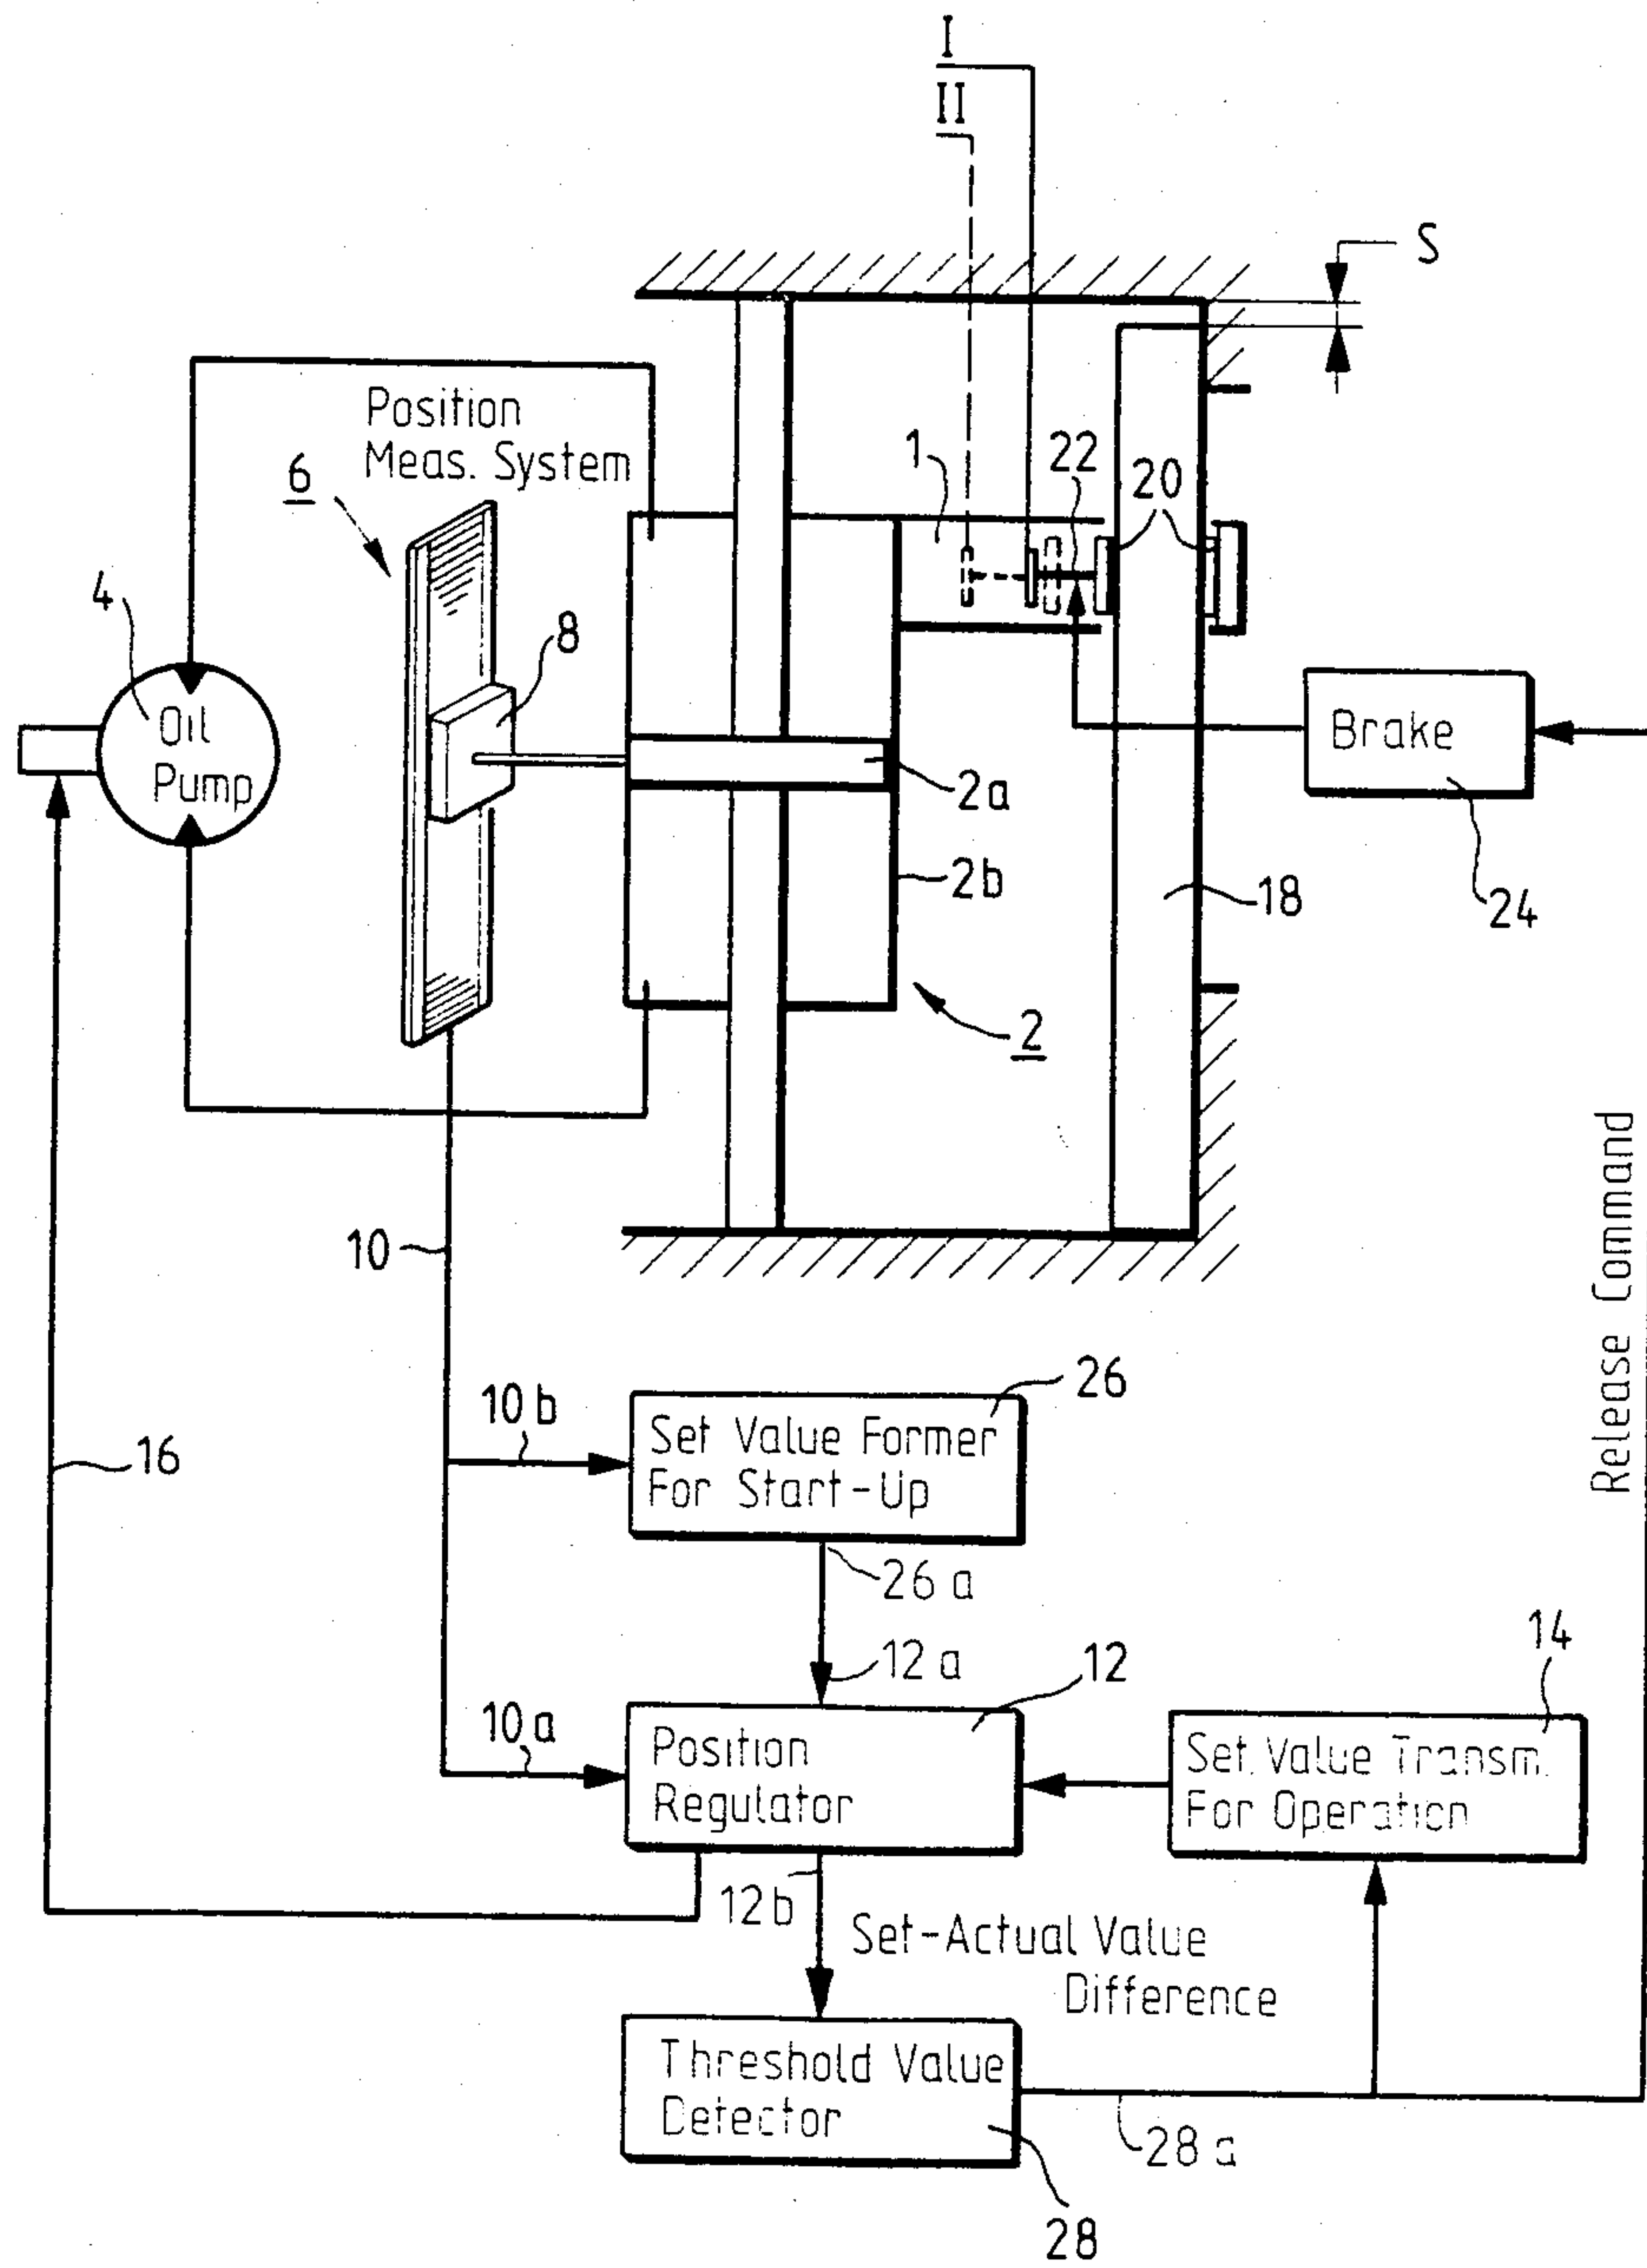 I
II
S
Position
Meas. System
6
1
22
20
4
8
Oil
Pump
2a
Brake
2b
18
24
2
Release Command
10
26
10b
Set Value Former
For Start-Up
16
26a
14
12a
12
10a
Position
Regulator
Set Value Transm.
For Operation
12b
Set-Actual Value
Difference
Threshold Value
Detector
28a
28